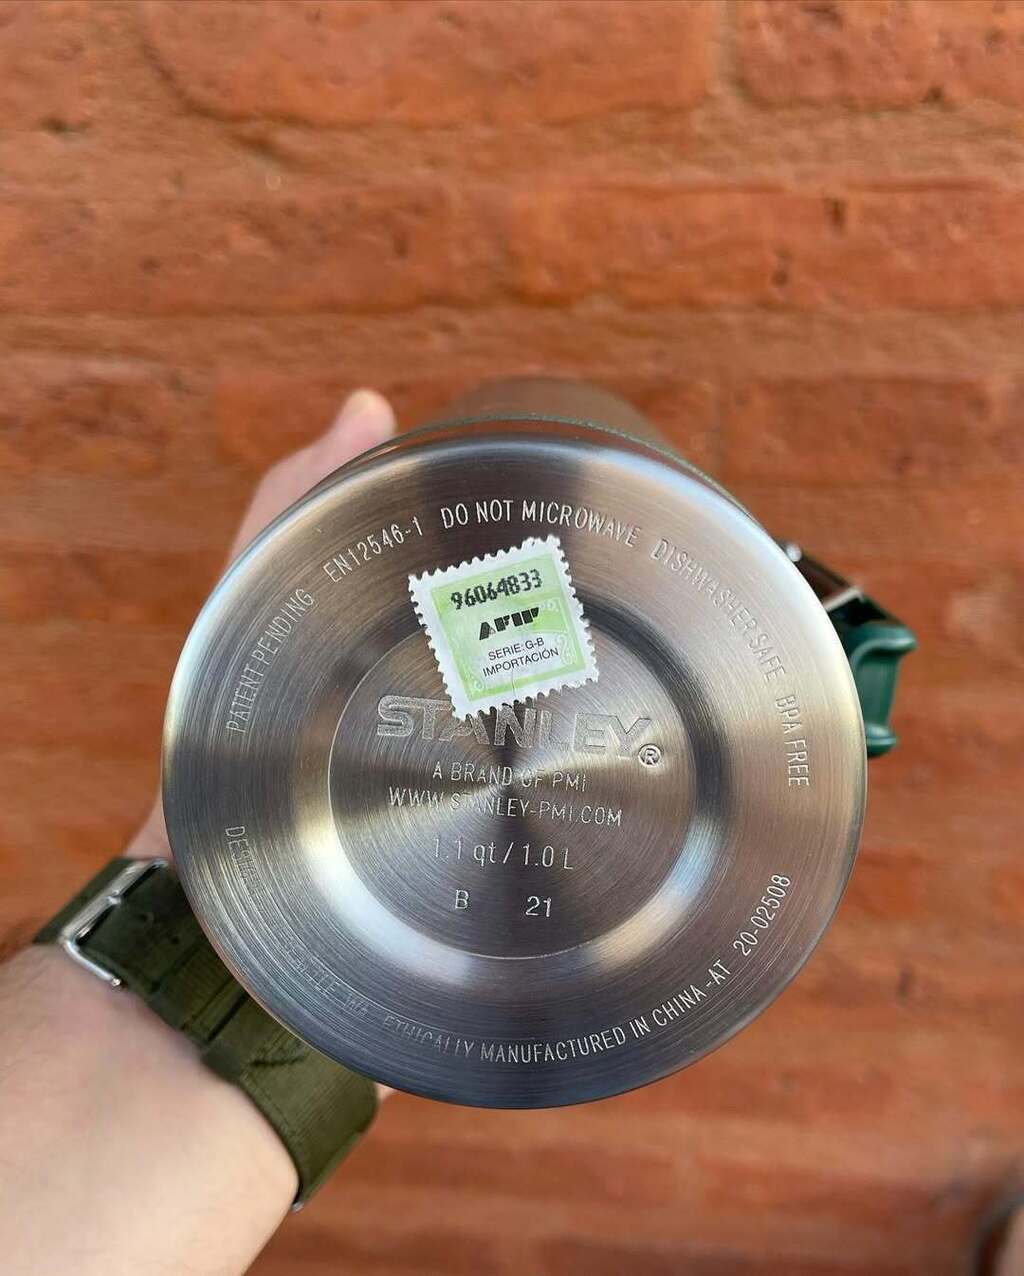 PATENT PENDING EN12546-1 DO NOT MICROWAVE DISHWASHER SAFE BPA FREE
96064833
AFIP
SERIE: G-B
IMPORTACIÓN
STANLEY®
A BRAND OF PMI
WWW.STANLEY-PMI.COM
1.1 qt / 1.0 L
B 21
WA ETHICALLY MANUFACTURED IN CHINA -AT 20-02508